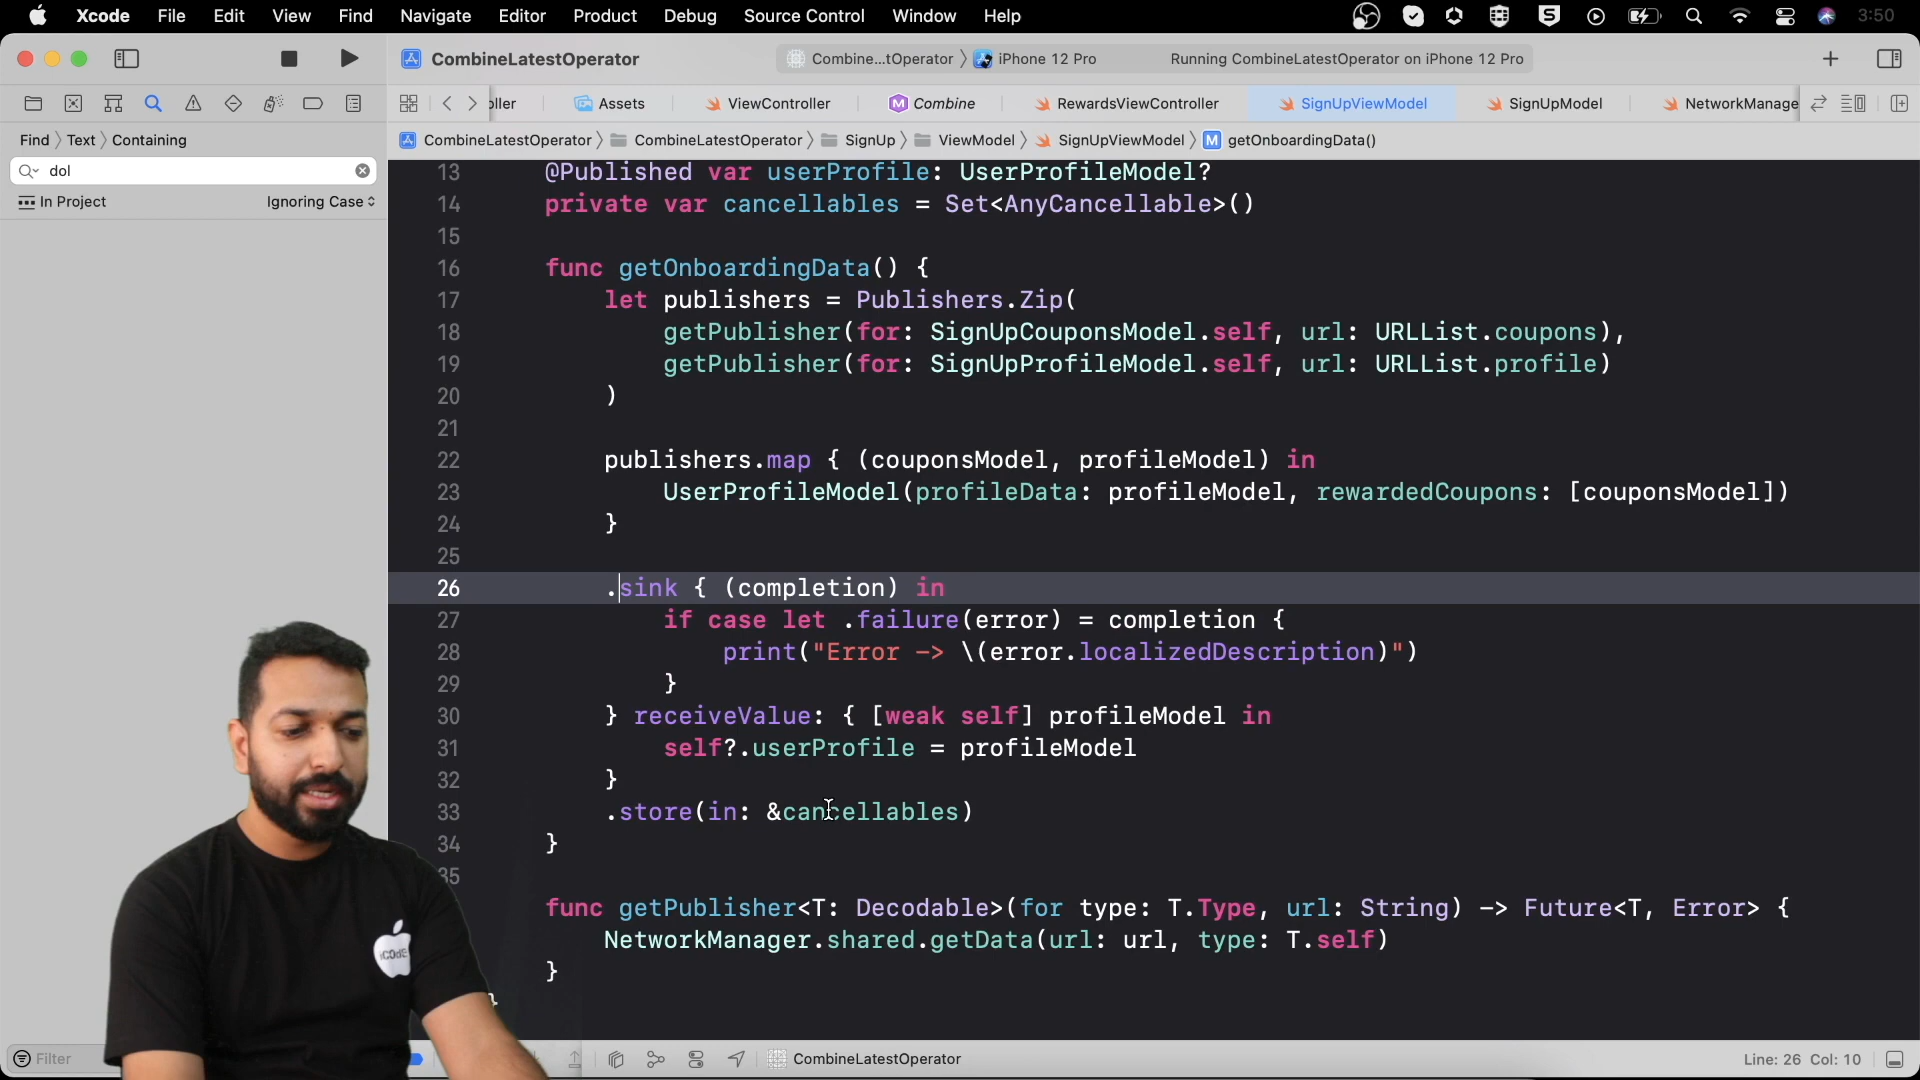 Xcode File Edit View Find Navigate Editor Product Debug Source Control Window Help 3:50
CombineLatestOperator Combine...tOperator iPhone 12 Pro Running CombineLatestOperator on iPhone 12 Pro
oller Assets ViewController Combine RewardsViewController SignUpViewModel SignUpModel NetworkManage
Find Text Containing
CombineLatestOperator CombineLatestOperator SignUp ViewModel SignUpViewModel M getOnboardingData()
dol
In Project Ignoring Case
13 @Published var userProfile: UserProfileModel?
14 private var cancellables = Set<AnyCancellable>()
15
16 func getOnboardingData() {
17 let publishers = Publishers.Zip(
18 getPublisher(for: SignUpCouponsModel.self, url: URLList.coupons),
19 getPublisher(for: SignUpProfileModel.self, url: URLList.profile)
20 )
21
22 publishers.map { (couponsModel, profileModel) in
23 UserProfileModel(profileData: profileModel, rewardedCoupons: [couponsModel])
24 }
25
26 .sink { (completion) in
27 if case let .failure(error) = completion {
28 print("Error -> \(error.localizedDescription)")
29 }
30 } receiveValue: { [weak self] profileModel in
31 self?.userProfile = profileModel
32 }
33 .store(in: &cancellables)
34 }
35
func getPublisher<T: Decodable>(for type: T.Type, url: String) -> Future<T, Error> {
NetworkManager.shared.getData(url: url, type: T.self)
}
}
iCODE
Filter CombineLatestOperator Line: 26 Col: 10